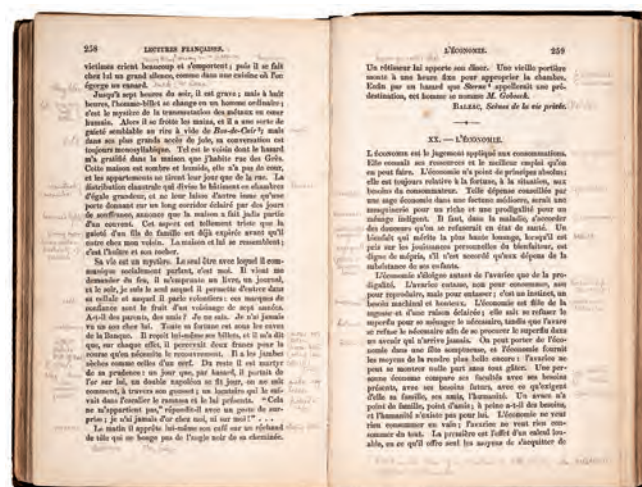 258 LECTURES FRANÇAISES.
victimes crient beaucoup et s'emportent; puis il se fait
chez lui un grand silence, comme dans une cuisine où l'on
égorge un canard.
Jusqu'à sept heures du soir, il est grave; mais à huit
heures, l'homme-billet se change en un homme ordinaire;
c'est le mystère de la transmutation des métaux en cœur
humain. Alors il se frotte les mains, et il a une sorte de
gaieté semblable au rire à vide de Bas-de-Cuir; mais
dans ses plus grands accès de joie, sa conversation est
toujours monosyllabique. Tel est le voisin dont le hasard
m'a gratifié dans la maison que j'habite rue des Grès.
Cette maison est sombre et humide, elle n'a pas de cour,
et les appartements ne tirent leur jour que de la rue. La
distribution claustrale qui divise le bâtiment en chambres
d'égale grandeur, et ne leur laisse d'autre issue qu'une
porte donnant sur un long corridor éclairé par des jours
de souffrance, annonce que la maison a fait jadis partie
d'un couvent. Cet aspect est tellement triste que la
gaieté d'un fils de famille est déjà expirée avant qu'il
entre chez mon voisin. La maison et lui se ressemblent;
c'est l'huître et son rocher.
Sa vie est un mystère. Le seul être avec lequel il com-
munique socialement parlant, c'est moi. Il vient me
demander du feu, il m'emprunte un livre, un journal,
et le soir, je suis le seul auquel il permette d'entrer dans
sa cellule et auquel il parle volontiers: ces marques de
confiance sont le fruit d'un voisinage de sept années.
A-t-il des parents, des amis? Je ne sais. Je n'ai jamais
vu un sou chez lui. Toute sa fortune est sous les caves
de la Banque. Il reçoit lui-même ses billets, et il m'a dit
que, sur chaque effet, il percevait deux francs pour la
course qu'en nécessite le recouvrement. Il a les jambes
sèches comme celles d'un cerf. Du reste il est martyr
de sa prudence: un jour que, par hasard, il portait de
l'or sur lui, un double napoléon se fit jour, on ne sait
comment, à travers son gousset; un locataire qui le sui-
vait dans l'escalier le ramassa et le lui présenta. "Cela
ne m'appartient pas," répondit-il avec un geste de sur-
prise; je n'ai jamais d'or chez moi, ni sur moi!" . . .
Le matin il apprête lui-même son café sur un réchaud
de tôle qui ne bouge pas de l'angle noir de sa cheminée.
L'ÉCONOMIE. 259
Un rôtisseur lui apporte son dîner. Une vieille portière
monte à une heure fixe pour approprier la chambre.
Enfin par un hasard que Sterne appellerait une pré-
destination, cet homme se nomme M. Gobseck.
BALZAC, Scènes de la vie privée.
XX. — L'ÉCONOMIE.
L'ÉCONOMIE est le jugement appliqué aux consommations.
Elle connaît ses ressources et le meilleur emploi qu'on
en peut faire. L'économie n'a point de principes absolus;
elle est toujours relative à la fortune, à la situation, aux
besoins du consommateur. Telle dépense conseillée par
une sage économie dans une fortune médiocre, serait une
mesquinerie pour un riche et une prodigalité pour un
ménage indigent. Il faut, dans la maladie, s'accorder
des douceurs qu'on se refuserait en état de santé. Un
bienfait qui mérite la plus haute louange, lorsqu'il est
pris sur les jouissances personnelles du bienfaiteur, est
digne de mépris, s'il n'est accordé qu'aux dépens de la
subsistance de ses enfants.
L'économie s'éloigne autant de l'avarice que de la pro-
digalité. L'avarice entasse, non pour consommer, non
pour reproduire, mais pour entasser; c'est un instinct, un
besoin machinal et honteux. L'économie est fille de la
sagesse et d'une raison éclairée; elle sait se refuser le
superflu pour se ménager le nécessaire, tandis que l'avare
se refuse le nécessaire afin de se procurer le superflu dans
un avenir qui n'arrive jamais. On peut porter de l'éco-
nomie dans une fête somptueuse, et l'économie fournit
les moyens de la rendre plus belle encore: l'avarice ne
peut se montrer nulle part sans tout gâter. Une per-
sonne économe compare ses facultés avec ses besoins
présents, avec ses besoins futurs, avec ce qu'exigent
d'elle sa famille, ses amis, l'humanité. Un avare n'a
point de famille, point d'amis; à peine a-t-il des besoins,
et l'humanité n'existe pas pour lui. L'économie ne veut
rien consommer en vain; l'avarice ne veut rien con-
sommer du tout. La première est l'effet d'un calcul lou-
able, en ce qu'il offre seul les moyens de s'acquitter de